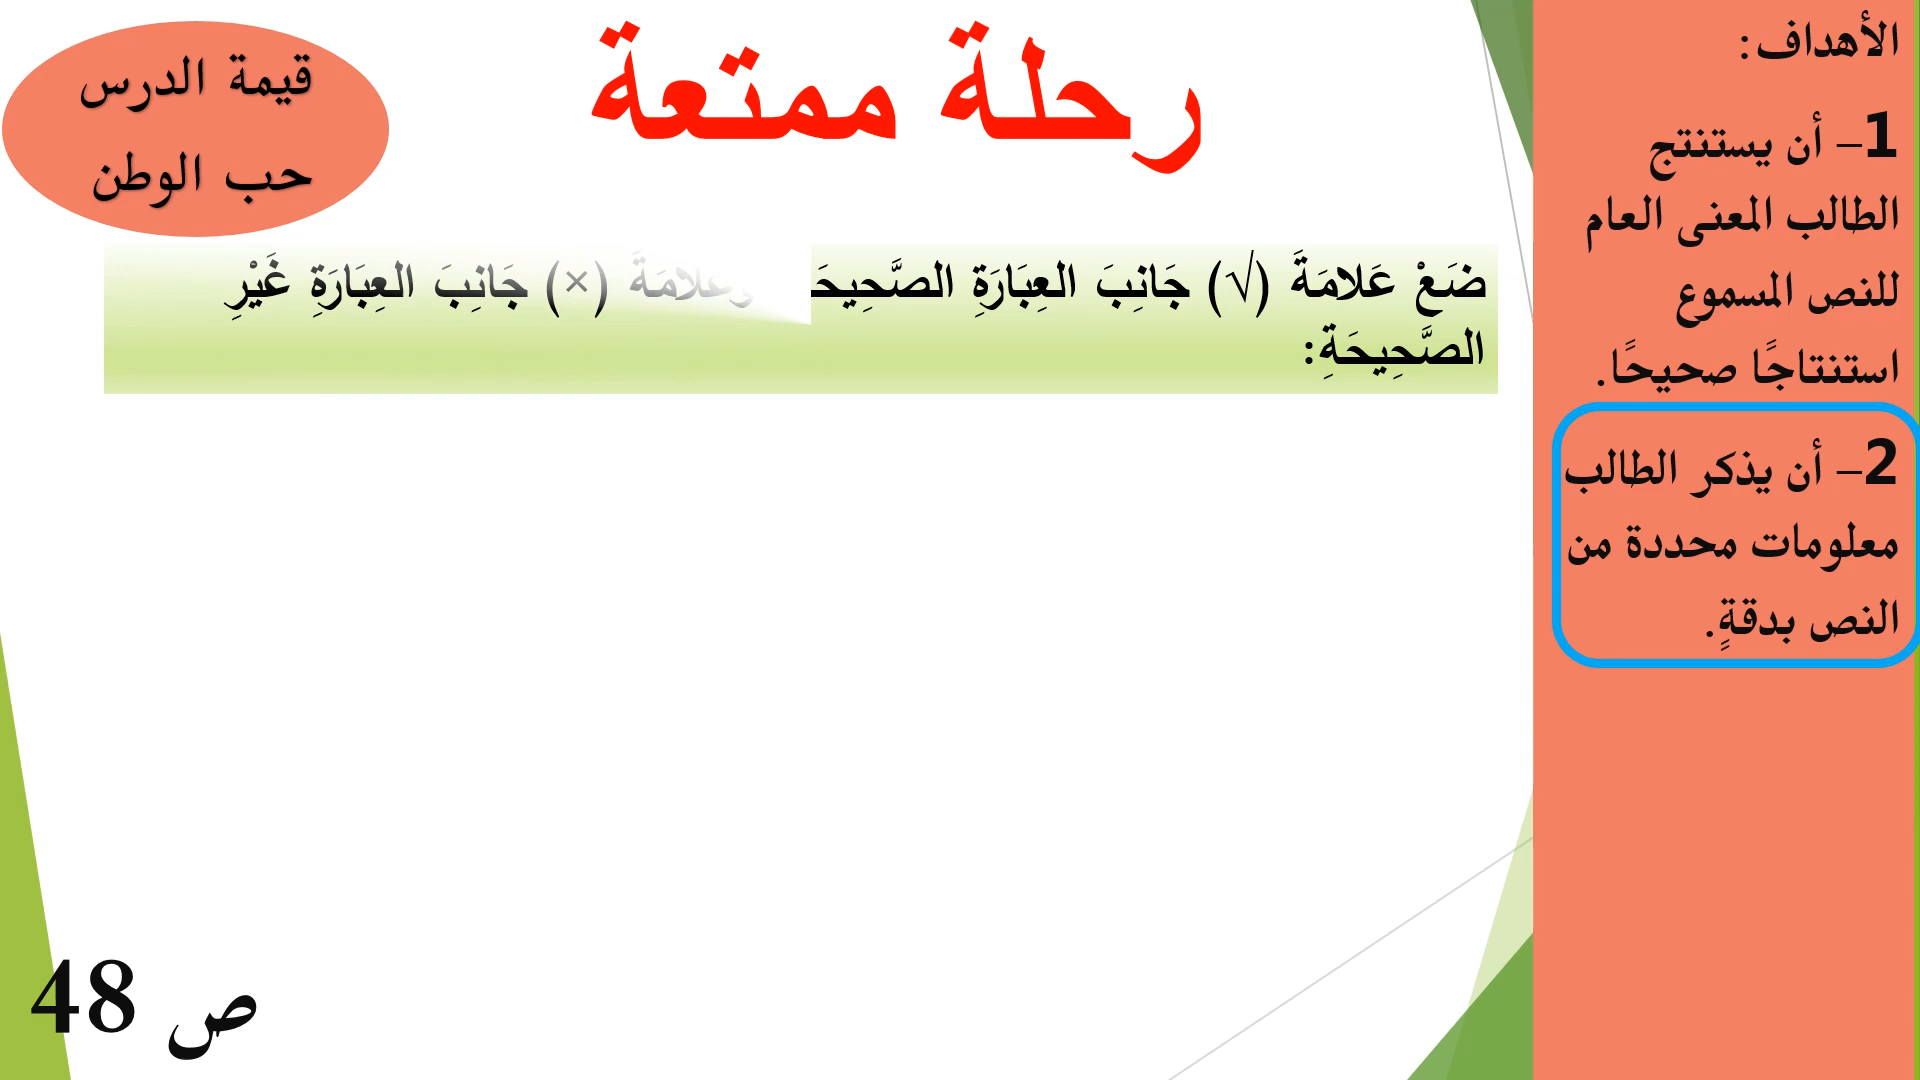 رحلة ممتعة
قيمة الدرس
حب الوطن
الأهداف:
1– أن يستنتج
الطالب المعنى العام
للنص المسموع
استنتاجًا صحيحًا.
2– أن يذكر الطالب
معلومات محددة من
النص بدقةٍ.
ضَعْ عَلامَةَ (√) جَانِبَ العِبَارَةِ الصَّحِيحَ وَعَلامَةَ (×) جَانِبَ العِبَارَةِ غَيْرِ
الصَّحِيحَةِ:
ص 48